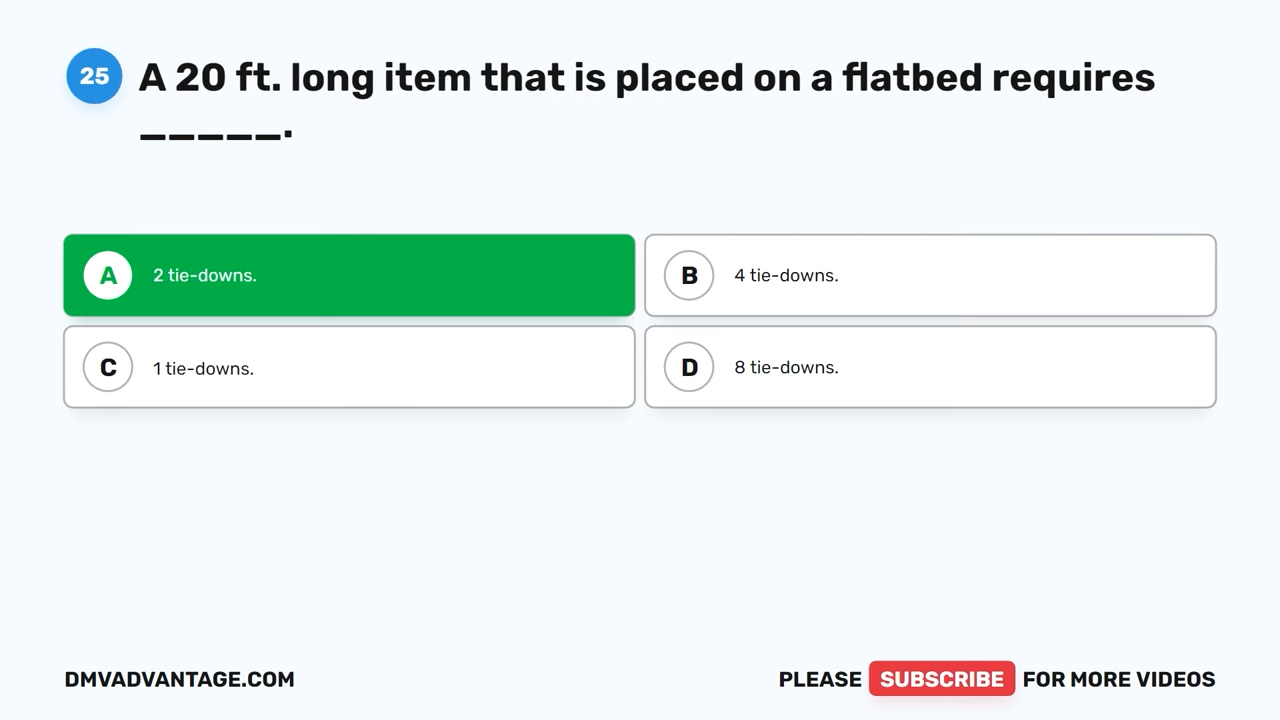 25 A 20 ft. long item that is placed on a flatbed requires
_____.
A 2 tie-downs.
B 4 tie-downs.
C 1 tie-downs.
D 8 tie-downs.
DMVADVANTAGE.COM
PLEASE SUBSCRIBE FOR MORE VIDEOS